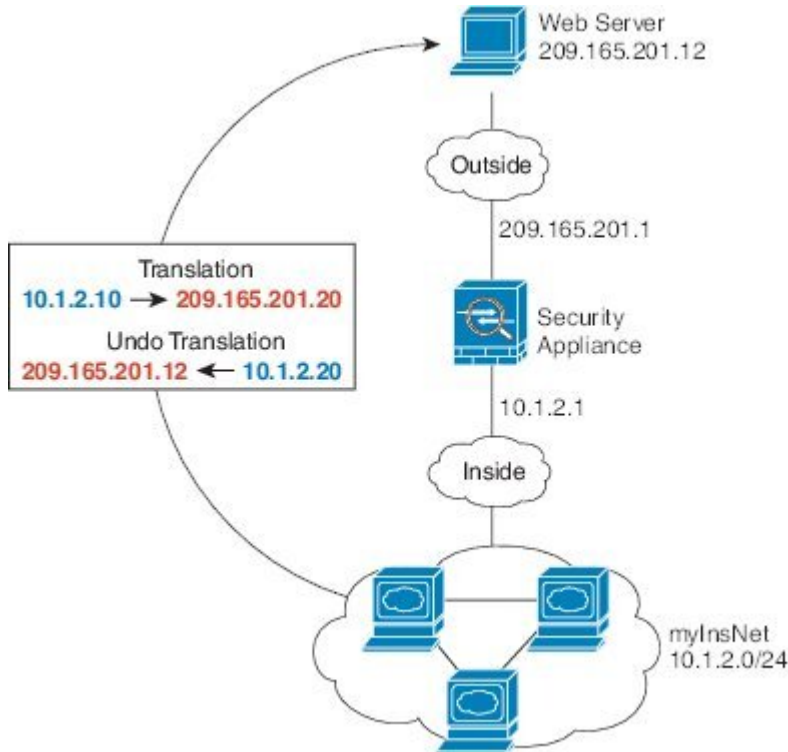 Web Server
209.165.201.12
Outside
209.165.201.1
Translation
10.1.2.10 → 209.165.201.20
Undo Translation
209.165.201.12 ← 10.1.2.20
Security
Appliance
10.1.2.1
Inside
myInsNet
10.1.2.0/24